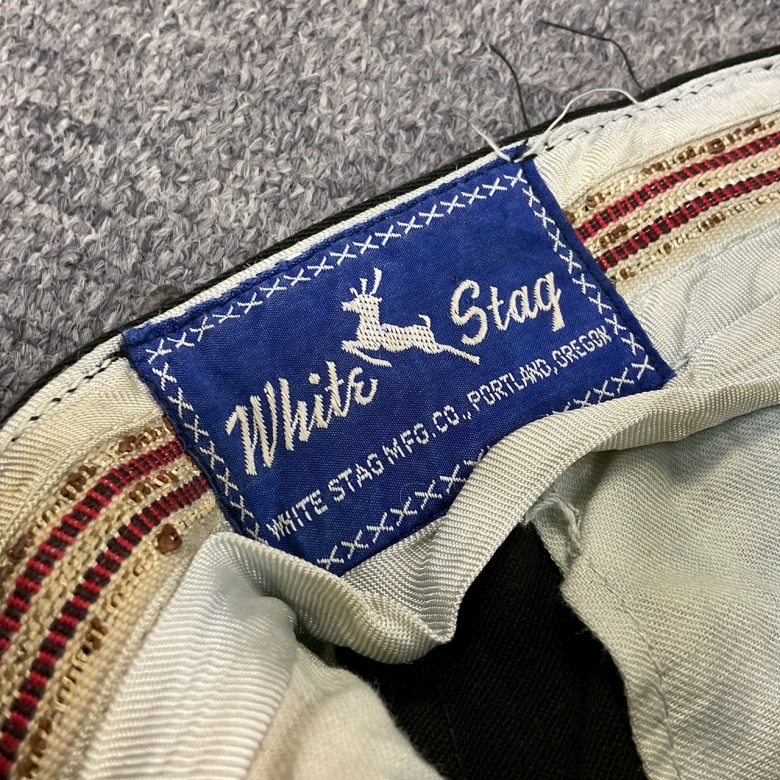 White Stag
WHITE STAG MFG. CO., PORTLAND, OREGON